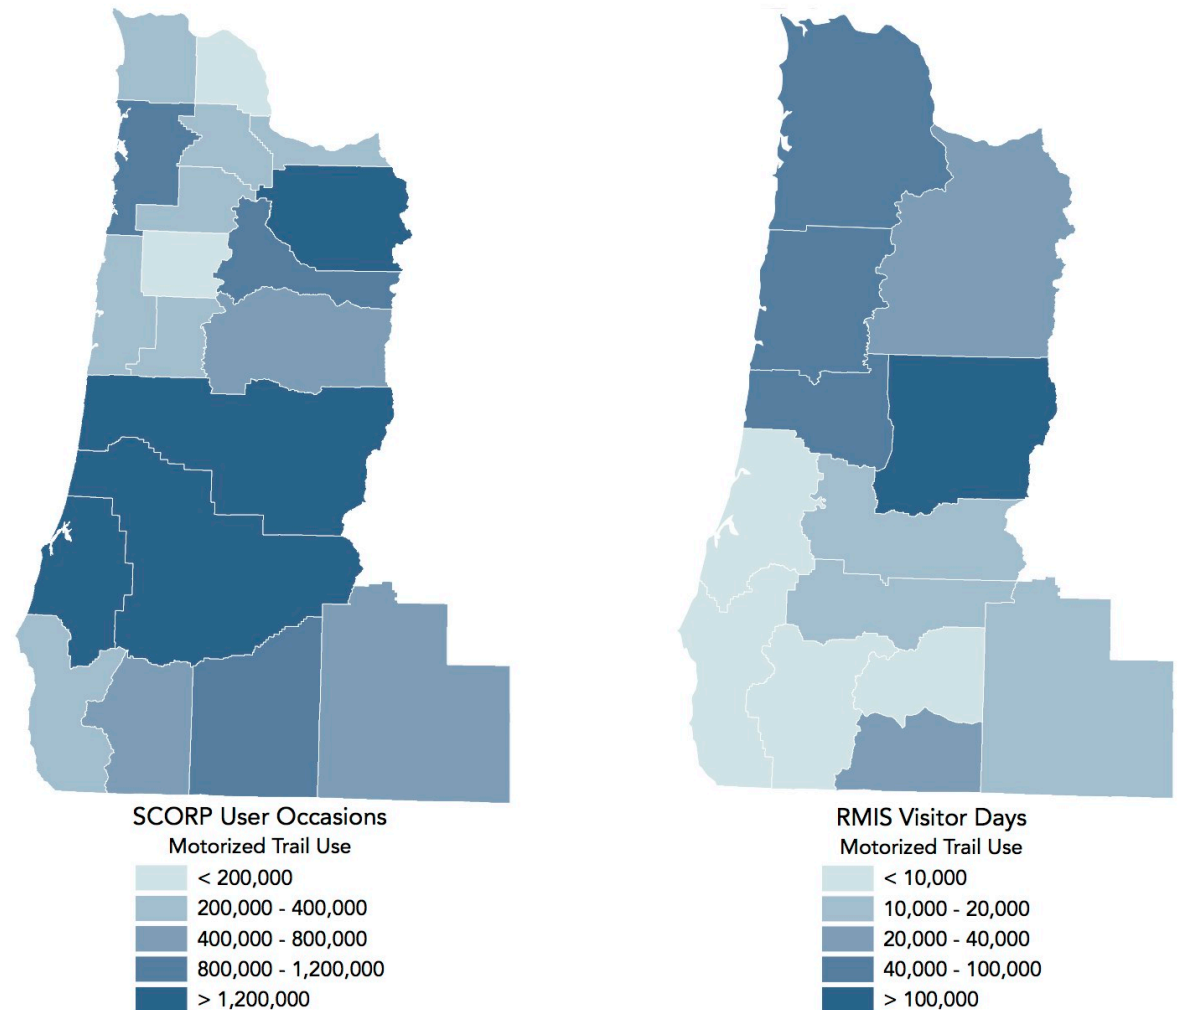 SCORP User Occasions
Motorized Trail Use
< 200,000
200,000 - 400,000
400,000 - 800,000
800,000 - 1,200,000
> 1,200,000
RMIS Visitor Days
Motorized Trail Use
< 10,000
10,000 - 20,000
20,000 - 40,000
40,000 - 100,000
> 100,000